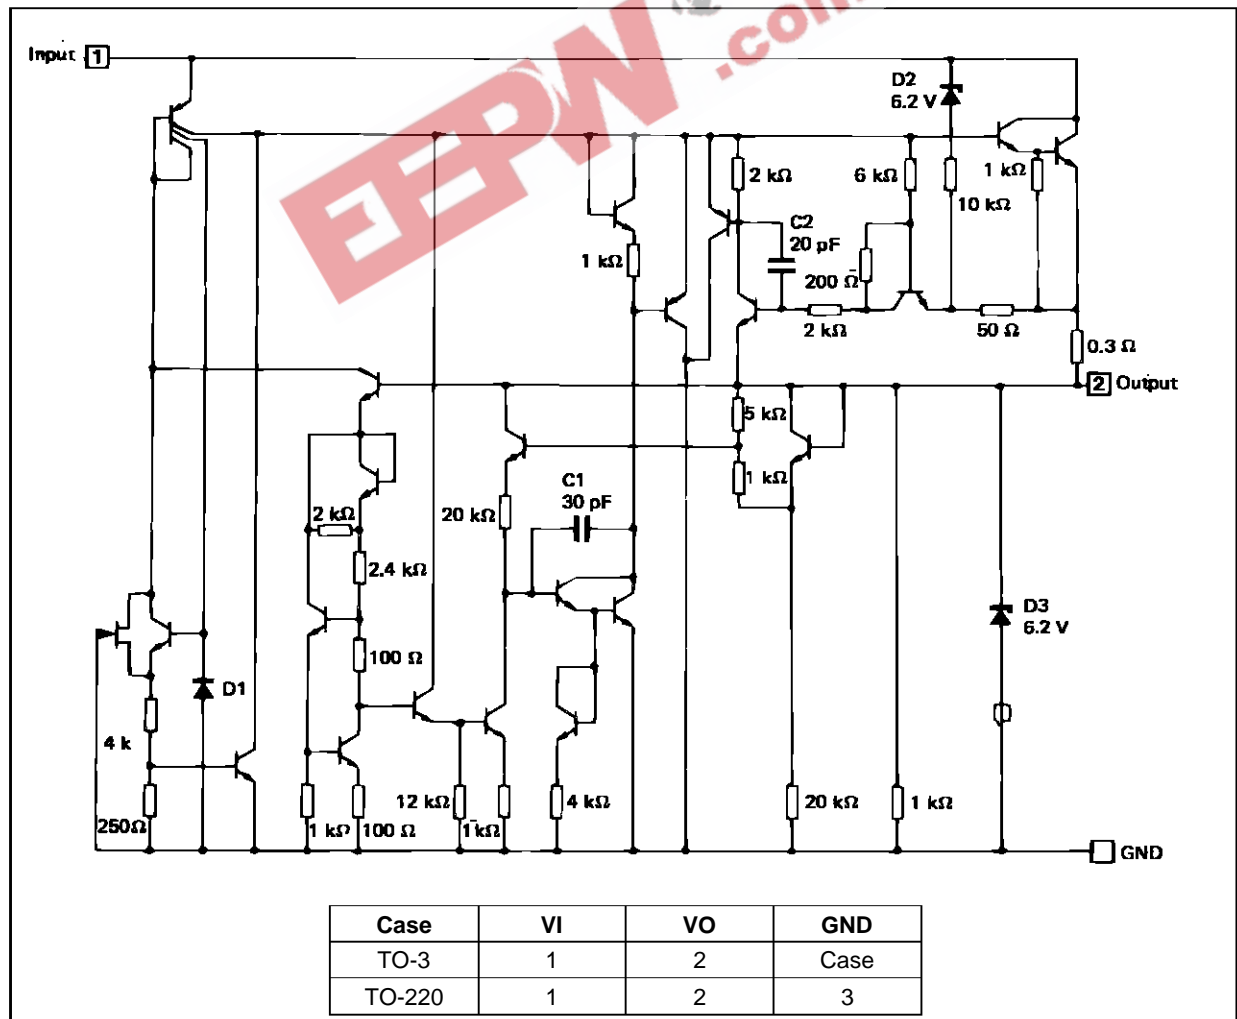 EEPW .com
Input 1
D2
6.2 V
2 kΩ
6 kΩ
1 kΩ
10 kΩ
C2
20 pF
1 kΩ
200 Ω
2 kΩ
50 Ω
0.3 Ω
2 Output
5 kΩ
1 kΩ
C1
30 pF
2 kΩ
20 kΩ
2.4 kΩ
D3
6.2 V
100 Ω
D1
4 k
12 kΩ
4 kΩ
20 kΩ
1 kΩ
250Ω
1 kΩ
100 Ω
1 kΩ
GND
Case VI VO GND
TO-3 1 2 Case
TO-220 1 2 3